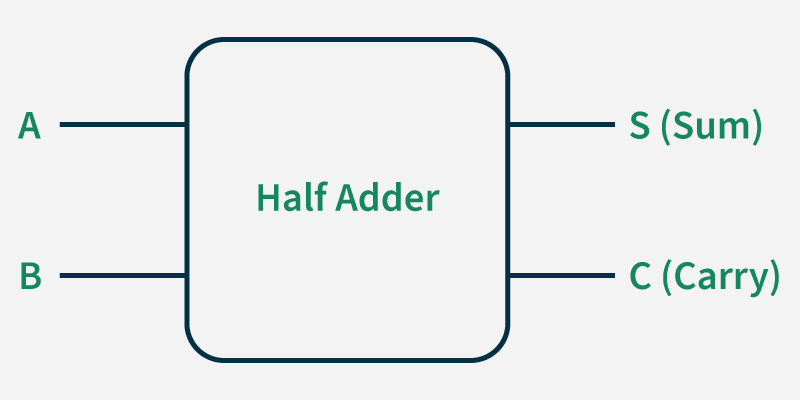 A
S (Sum)
Half Adder
B
C (Carry)